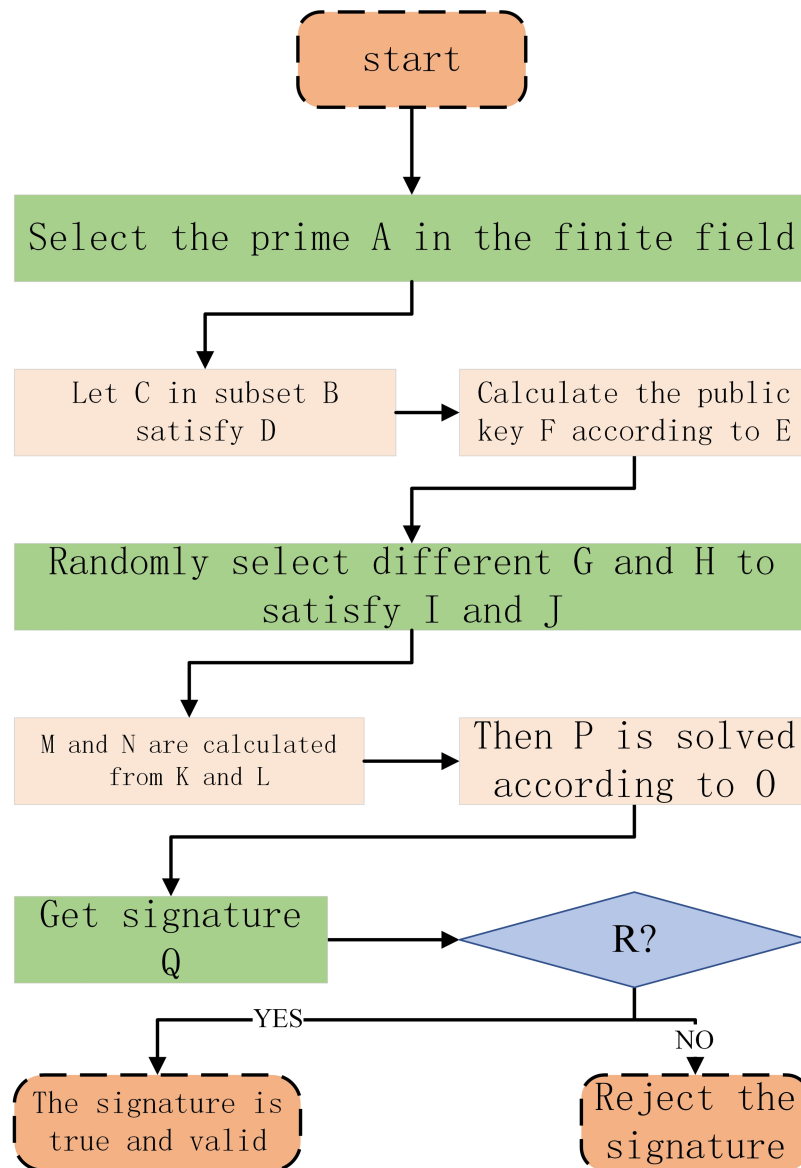 start
Select the prime A in the finite field
Let C in subset B
satisfy D
Calculate the public
key F according to E
Randomly select different G and H to
satisfy I and J
M and N are calculated
from K and L
Then P is solved
according to O
Get signature
Q
R?
YES
NO
The signature is
true and valid
Reject the
signature